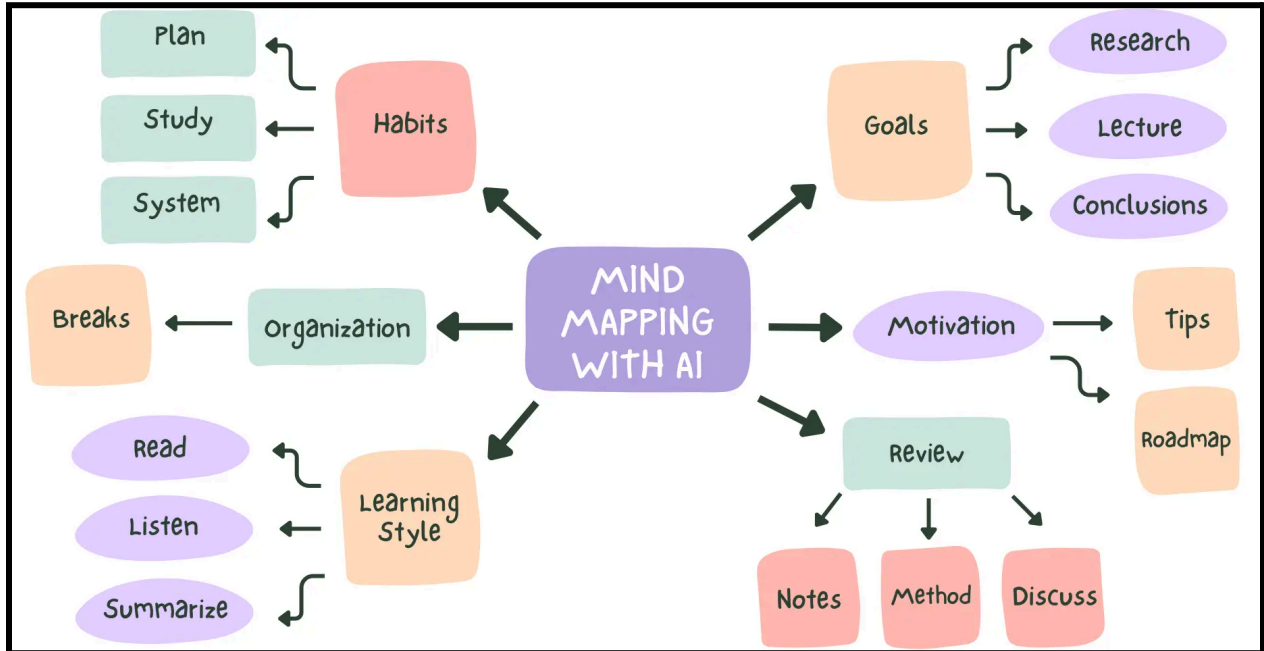 MIND
MAPPING
WITH AI
Habits
Plan
Study
System
Organization
Breaks
Learning
Style
Read
Listen
Summarize
Goals
Research
Lecture
Conclusions
Motivation
Tips
Roadmap
Review
Notes
Method
Discuss